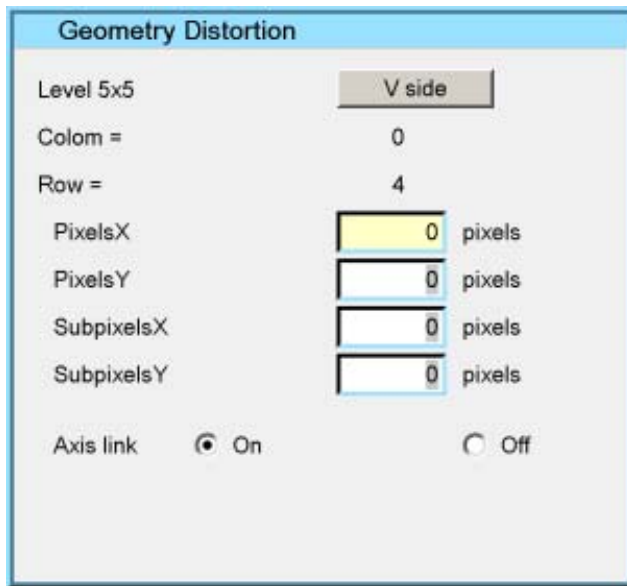 Geometry Distortion
Level 5x5 V side
Colom = 0
Row = 4
PixelsX 0 pixels
PixelsY 0 pixels
SubpixelsX 0 pixels
SubpixelsY 0 pixels
Axis link On Off